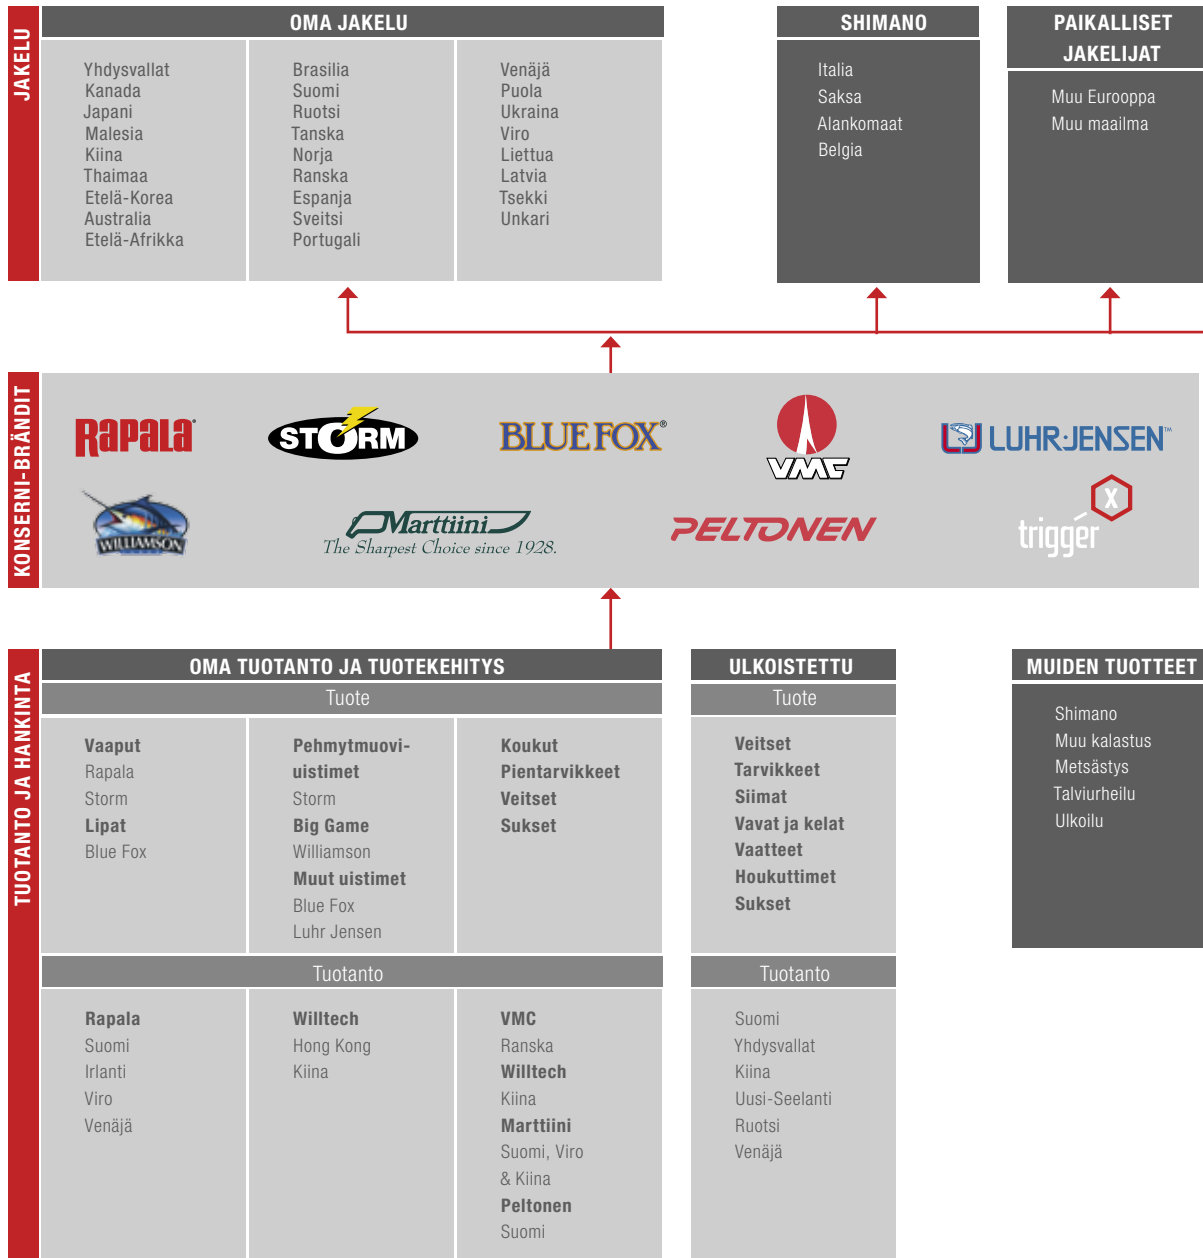 JAKELU
OMA JAKELU
Yhdysvallat
Kanada
Japani
Malesia
Kiina
Thaimaa
Etelä-Korea
Australia
Etelä-Afrikka
Brasilia
Suomi
Ruotsi
Tanska
Norja
Ranska
Espanja
Sveitsi
Portugali
Venäjä
Puola
Ukraina
Viro
Liettua
Latvia
Tsekki
Unkari
SHIMANO
Italia
Saksa
Alankomaat
Belgia
PAIKALLISET
JAKELIJAT
Muu Eurooppa
Muu maailma
KONSERNI-BRÄNDIT
Rapala
STORM
BLUE FOX®
VMC
LUHR·JENSEN™
WILLIAMSON
Marttiini
The Sharpest Choice since 1928.
PELTONEN
trigger X
TUOTANTO JA HANKINTA
OMA TUOTANTO JA TUOTEKEHITYS
Tuote
Vaaput
Rapala
Storm
Lipat
Blue Fox
Pehmytmuovi-
uistimet
Storm
Big Game
Williamson
Muut uistimet
Blue Fox
Luhr Jensen
Koukut
Pientarvikkeet
Veitset
Sukset
Tuotanto
Rapala
Suomi
Irlanti
Viro
Venäjä
Willtech
Hong Kong
Kiina
VMC
Ranska
Willtech
Kiina
Marttiini
Suomi, Viro
& Kiina
Peltonen
Suomi
ULKOISTETTU
Tuote
Veitset
Tarvikkeet
Siimat
Vavat ja kelat
Vaatteet
Houkuttimet
Sukset
Tuotanto
Suomi
Yhdysvallat
Kiina
Uusi-Seelanti
Ruotsi
Venäjä
MUIDEN TUOTTEET
Shimano
Muu kalastus
Metsästys
Talviurheilu
Ulkoilu